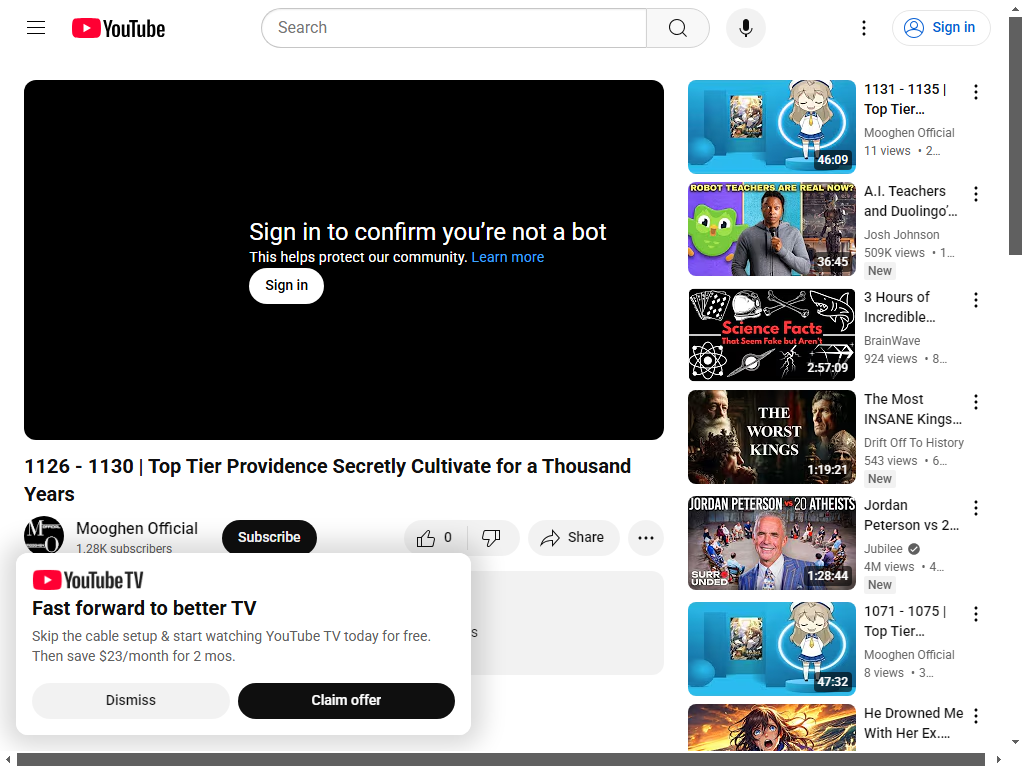 YouTube
Search
Sign in
Sign in to confirm you’re not a bot
This helps protect our community. Learn more
Sign in
1126 - 1130 | Top Tier Providence Secretly Cultivate for a Thousand
Years
Mooghen Official
1.28K subscribers
Subscribe
0
Share
YouTube TV
Fast forward to better TV
Skip the cable setup & start watching YouTube TV today for free.
Then save $23/month for 2 mos.
Dismiss
Claim offer
46:09
1131 - 1135 |
Top Tier…
Mooghen Official
11 views • 2…
ROBOT TEACHERS ARE REAL NOW?
36:45
A.I. Teachers
and Duolingo’…
Josh Johnson
509K views • 1…
New
Science Facts
That Seem Fake but Aren't
2:57:09
3 Hours of
Incredible…
BrainWave
924 views • 8…
THE
WORST
KINGS
1:19:21
The Most
INSANE Kings…
Drift Off To History
543 views • 6…
New
JORDAN PETERSON vs 20 ATHEISTS
SURROUNDED
1:28:44
Jordan
Peterson vs 2…
Jubilee
4M views • 4…
New
47:32
1071 - 1075 |
Top Tier…
Mooghen Official
8 views • 3…
He Drowned Me
With Her Ex.…